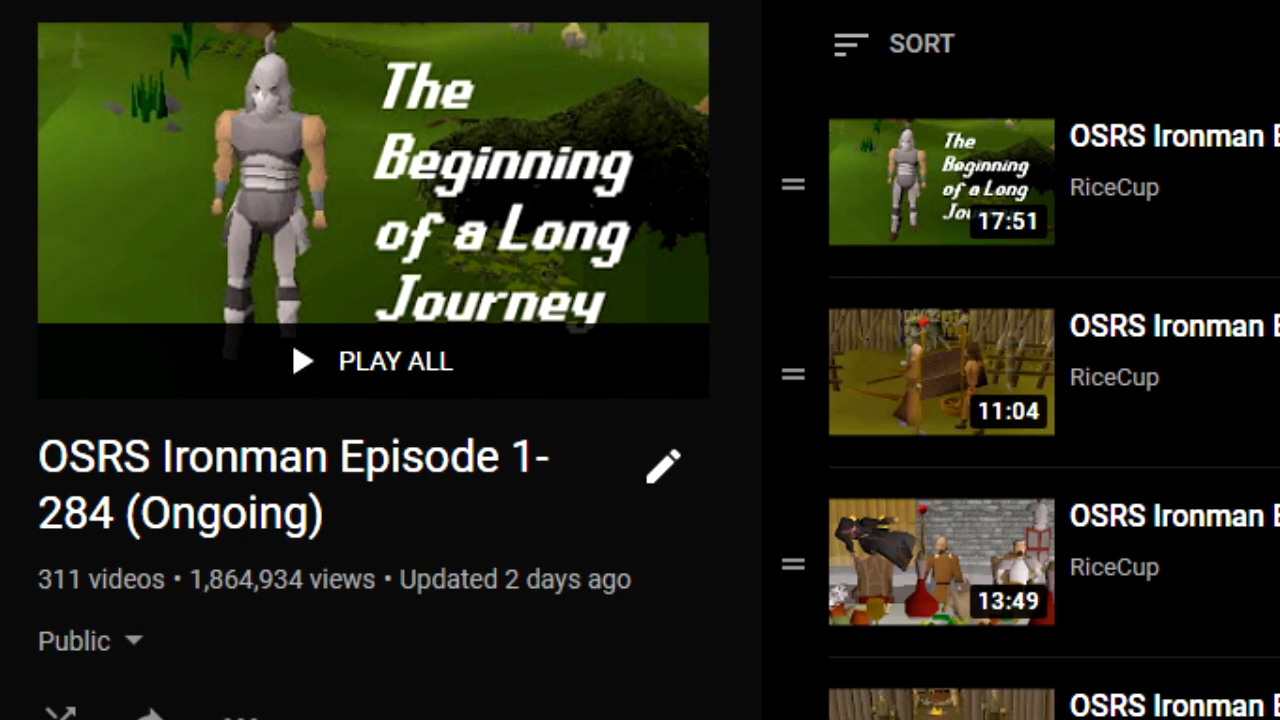 The
Beginning
of a Long
Journey
PLAY ALL
OSRS Ironman Episode 1-
284 (Ongoing)
311 videos • 1,864,934 views • Updated 2 days ago
Public
SORT
The
Beginning
of a Long
17:51
OSRS Ironman
RiceCup
11:04
OSRS Ironman
RiceCup
13:49
OSRS Ironman
RiceCup
OSRS Ironman